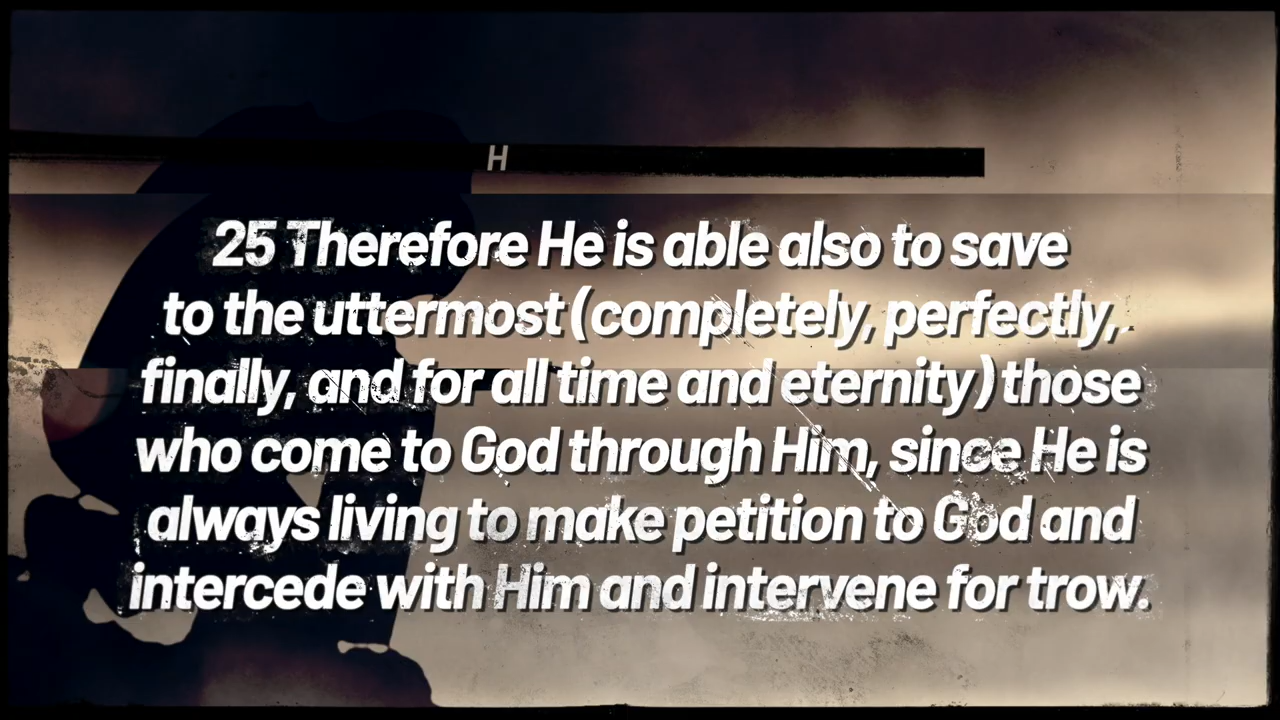 H
25 Therefore He is able also to save
to the uttermost (completely, perfectly,
finally, and for all time and eternity) those
who come to God through Him, since He is
always living to make petition to God and
intercede with Him and intervene for trow.